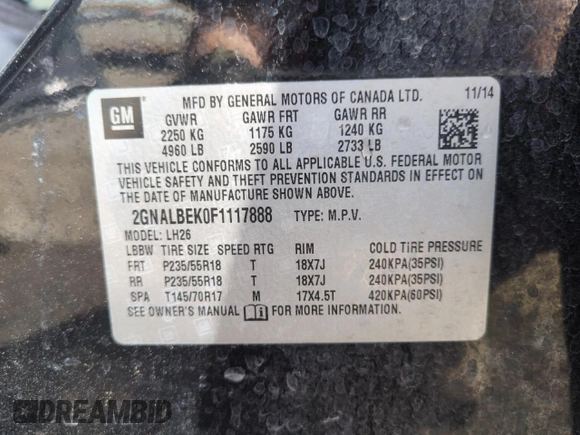 MFD BY GENERAL MOTORS OF CANADA LTD. 11/14
GM
GVWR GAWR FRT GAWR RR
2250 KG 1175 KG 1240 KG
4960 LB 2590 LB 2733 LB
THIS VEHICLE CONFORMS TO ALL APPLICABLE U.S. FEDERAL MOTOR
VEHICLE SAFETY AND THEFT PREVENTION STANDARDS IN EFFECT ON
THE DATE OF MANUFACTURE SHOWN ABOVE.
2GNALBEK0F1117888 TYPE: M.P.V.
MODEL: LH26
LBBW TIRE SIZE SPEED RTG RIM COLD TIRE PRESSURE
FRT P235/55R18 T 18X7J 240KPA(35PSI)
RR P235/55R18 T 18X7J 240KPA(35PSI)
SPA T145/70R17 M 17X4.5T 420KPA(60PSI)
SEE OWNER'S MANUAL FOR MORE INFORMATION.
DREAMBID